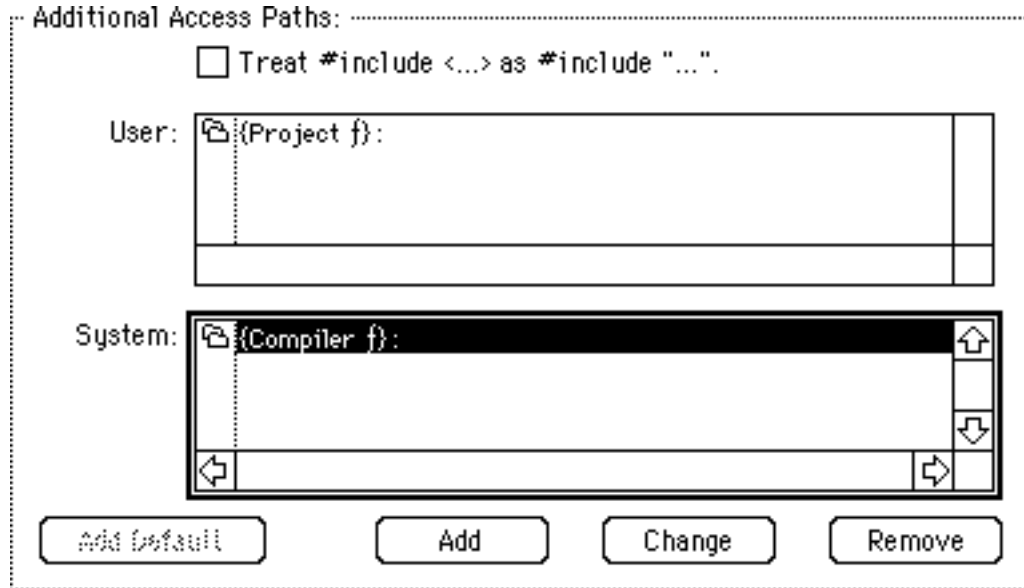 Additional Access Paths:
Treat #include <...> as #include "...".
User:
{Project ƒ}:
System:
{Compiler ƒ}:
Add Default
Add
Change
Remove